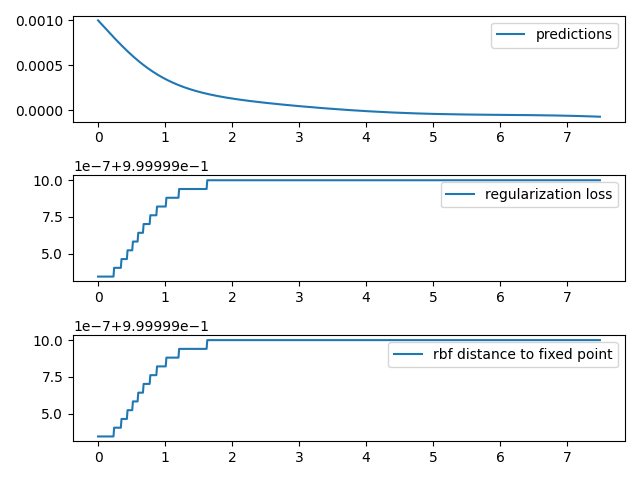 0.0010
predictions
0.0005
0.0000
0 1 2 3 4 5 6 7
1e-7+9.99999e-1
10.0
regularization loss
7.5
5.0
0 1 2 3 4 5 6 7
1e-7+9.99999e-1
10.0
rbf distance to fixed point
7.5
5.0
0 1 2 3 4 5 6 7